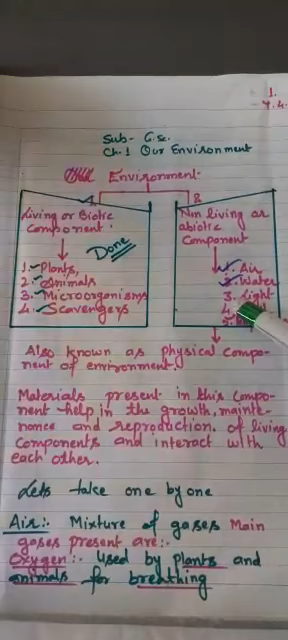 1.
Sub- G.Sc.
Ch.1 Our Environment
Environment
1
2
Living or Biotic
Component
Done
1. Plants,
2. Animals
3. Microorganisms
4. Scavengers
Non living or
abiotic
Component
1. Air
2. Water
3. Light
4.
5.
Also known as physical compo-
nent of environment.
Materials present in this compo-
nent help in the growth, mainte-
nance and reproduction of living
components and interact with
each other.
Lets take one by one
Air:- Mixture of gases Main
gases present are:-
Oxygen:- Used by plants and
animals for breathing